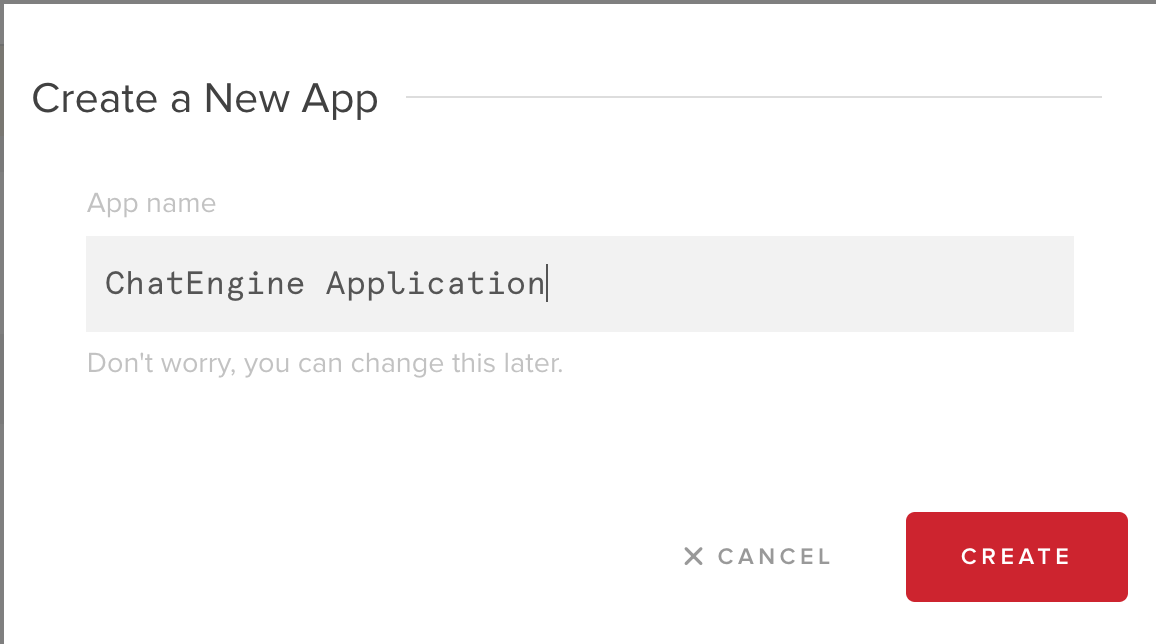 Create a New App
App name
ChatEngine Application
Don't worry, you can change this later.
CANCEL
CREATE